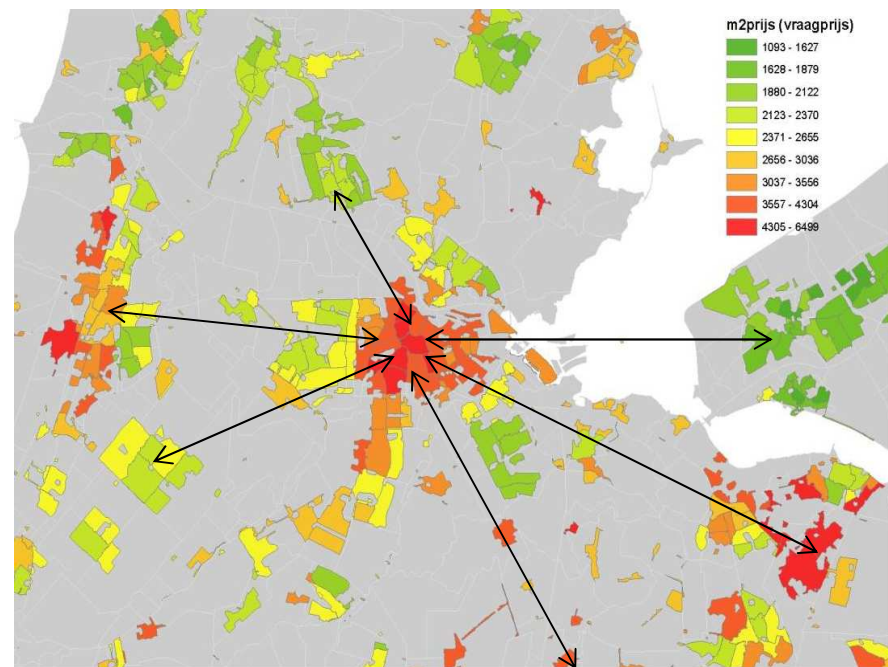 m2prijs (vraagprijs)
1093 - 1627
1628 - 1879
1880 - 2122
2123 - 2370
2371 - 2655
2656 - 3036
3037 - 3556
3557 - 4304
4305 - 6499